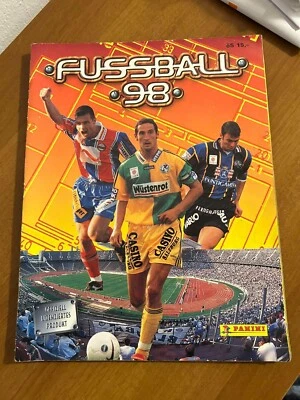 öS 15,-
FUSSBALL
98
Wüstenrot
CASINO
CASINO
OFFIZIELL
LIZENZIERTES
PRODUKT
PANINI